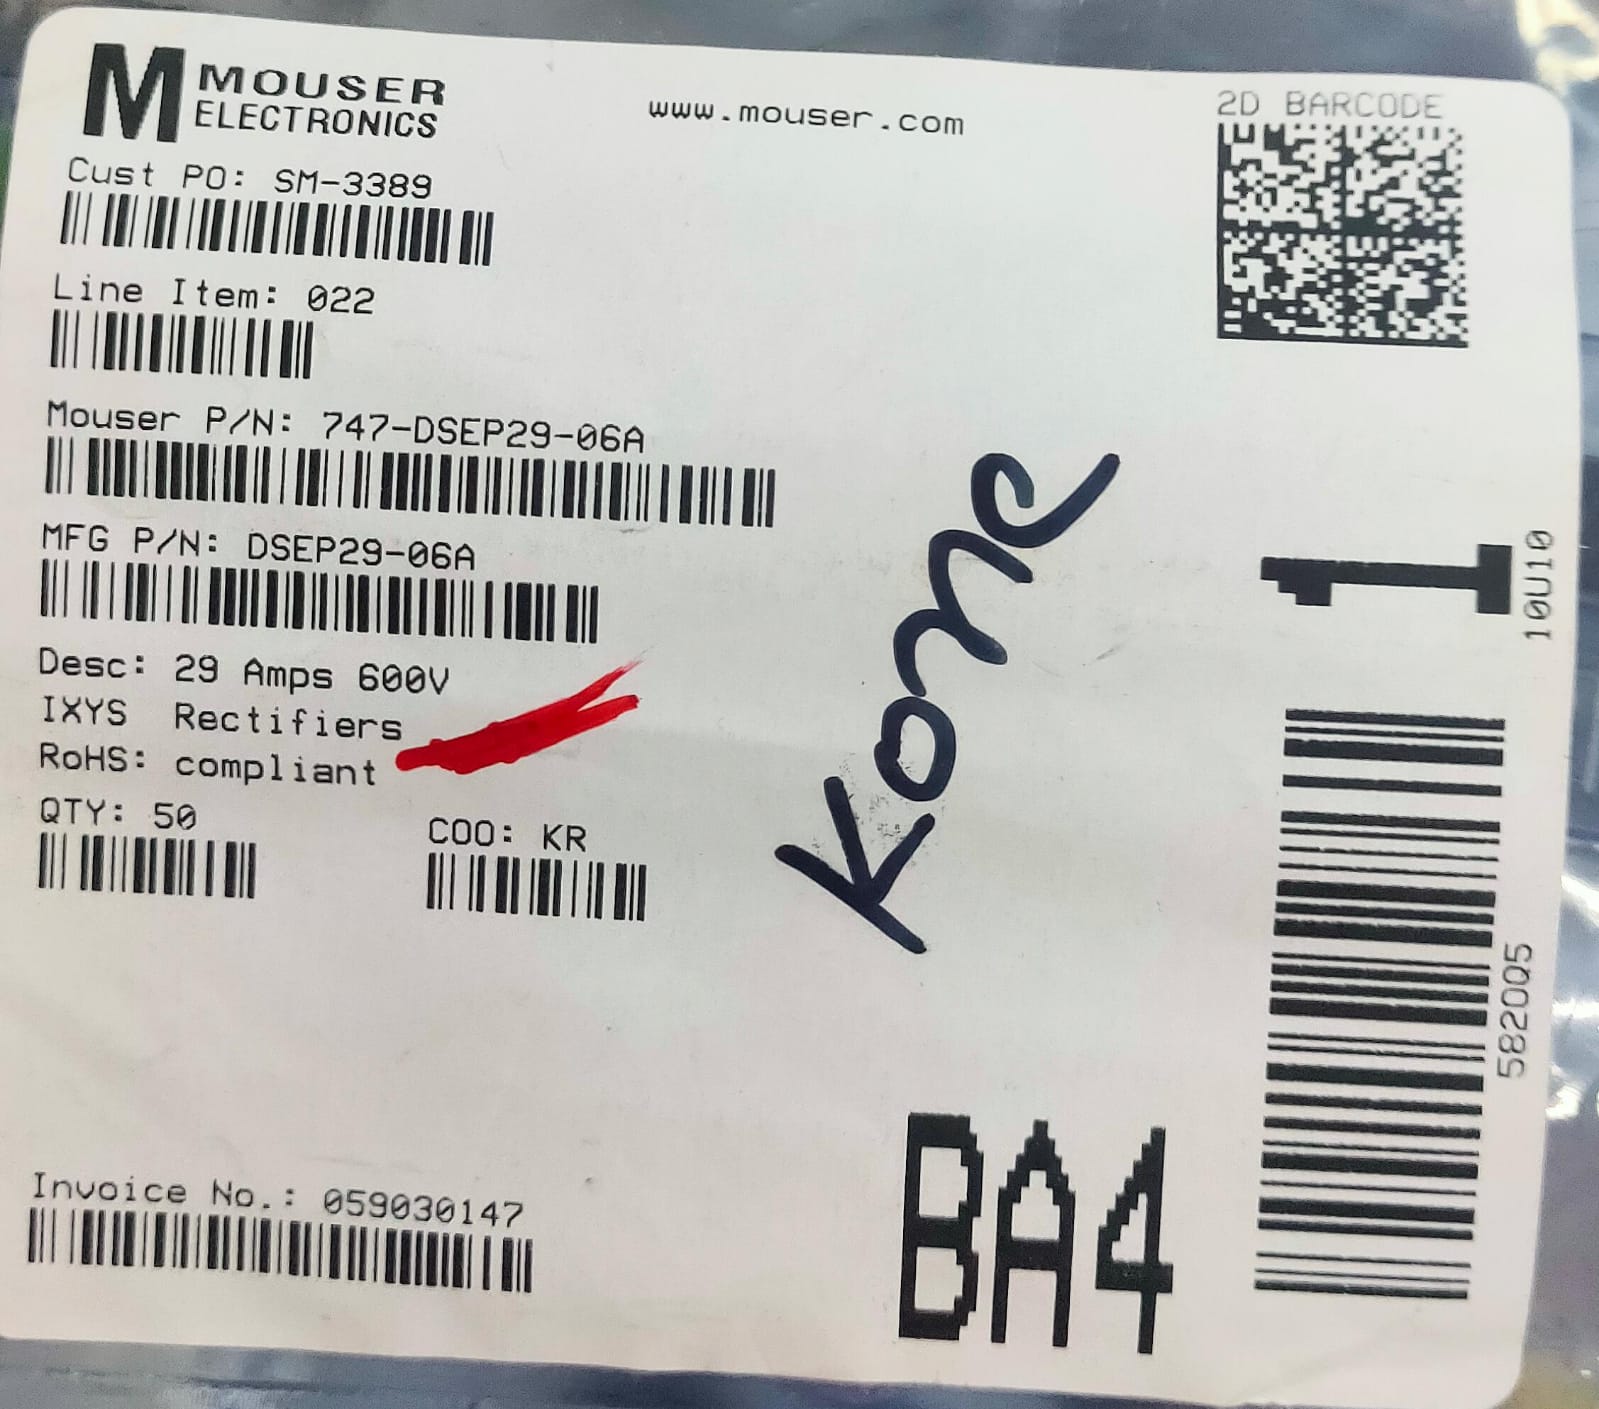 MOUSER
ELECTRONICS
www.mouser.com
2D BARCODE
Cust PO: SM-3389
Line Item: 022
Mouser P/N: 747-DSEP29-06A
MFG P/N: DSEP29-06A
Desc: 29 Amps 600V
IXYS Rectifiers
RoHS: compliant
QTY: 50
COO: KR
Invoice No.: 059030147
Kone
1
10U10
582Q5
BA4